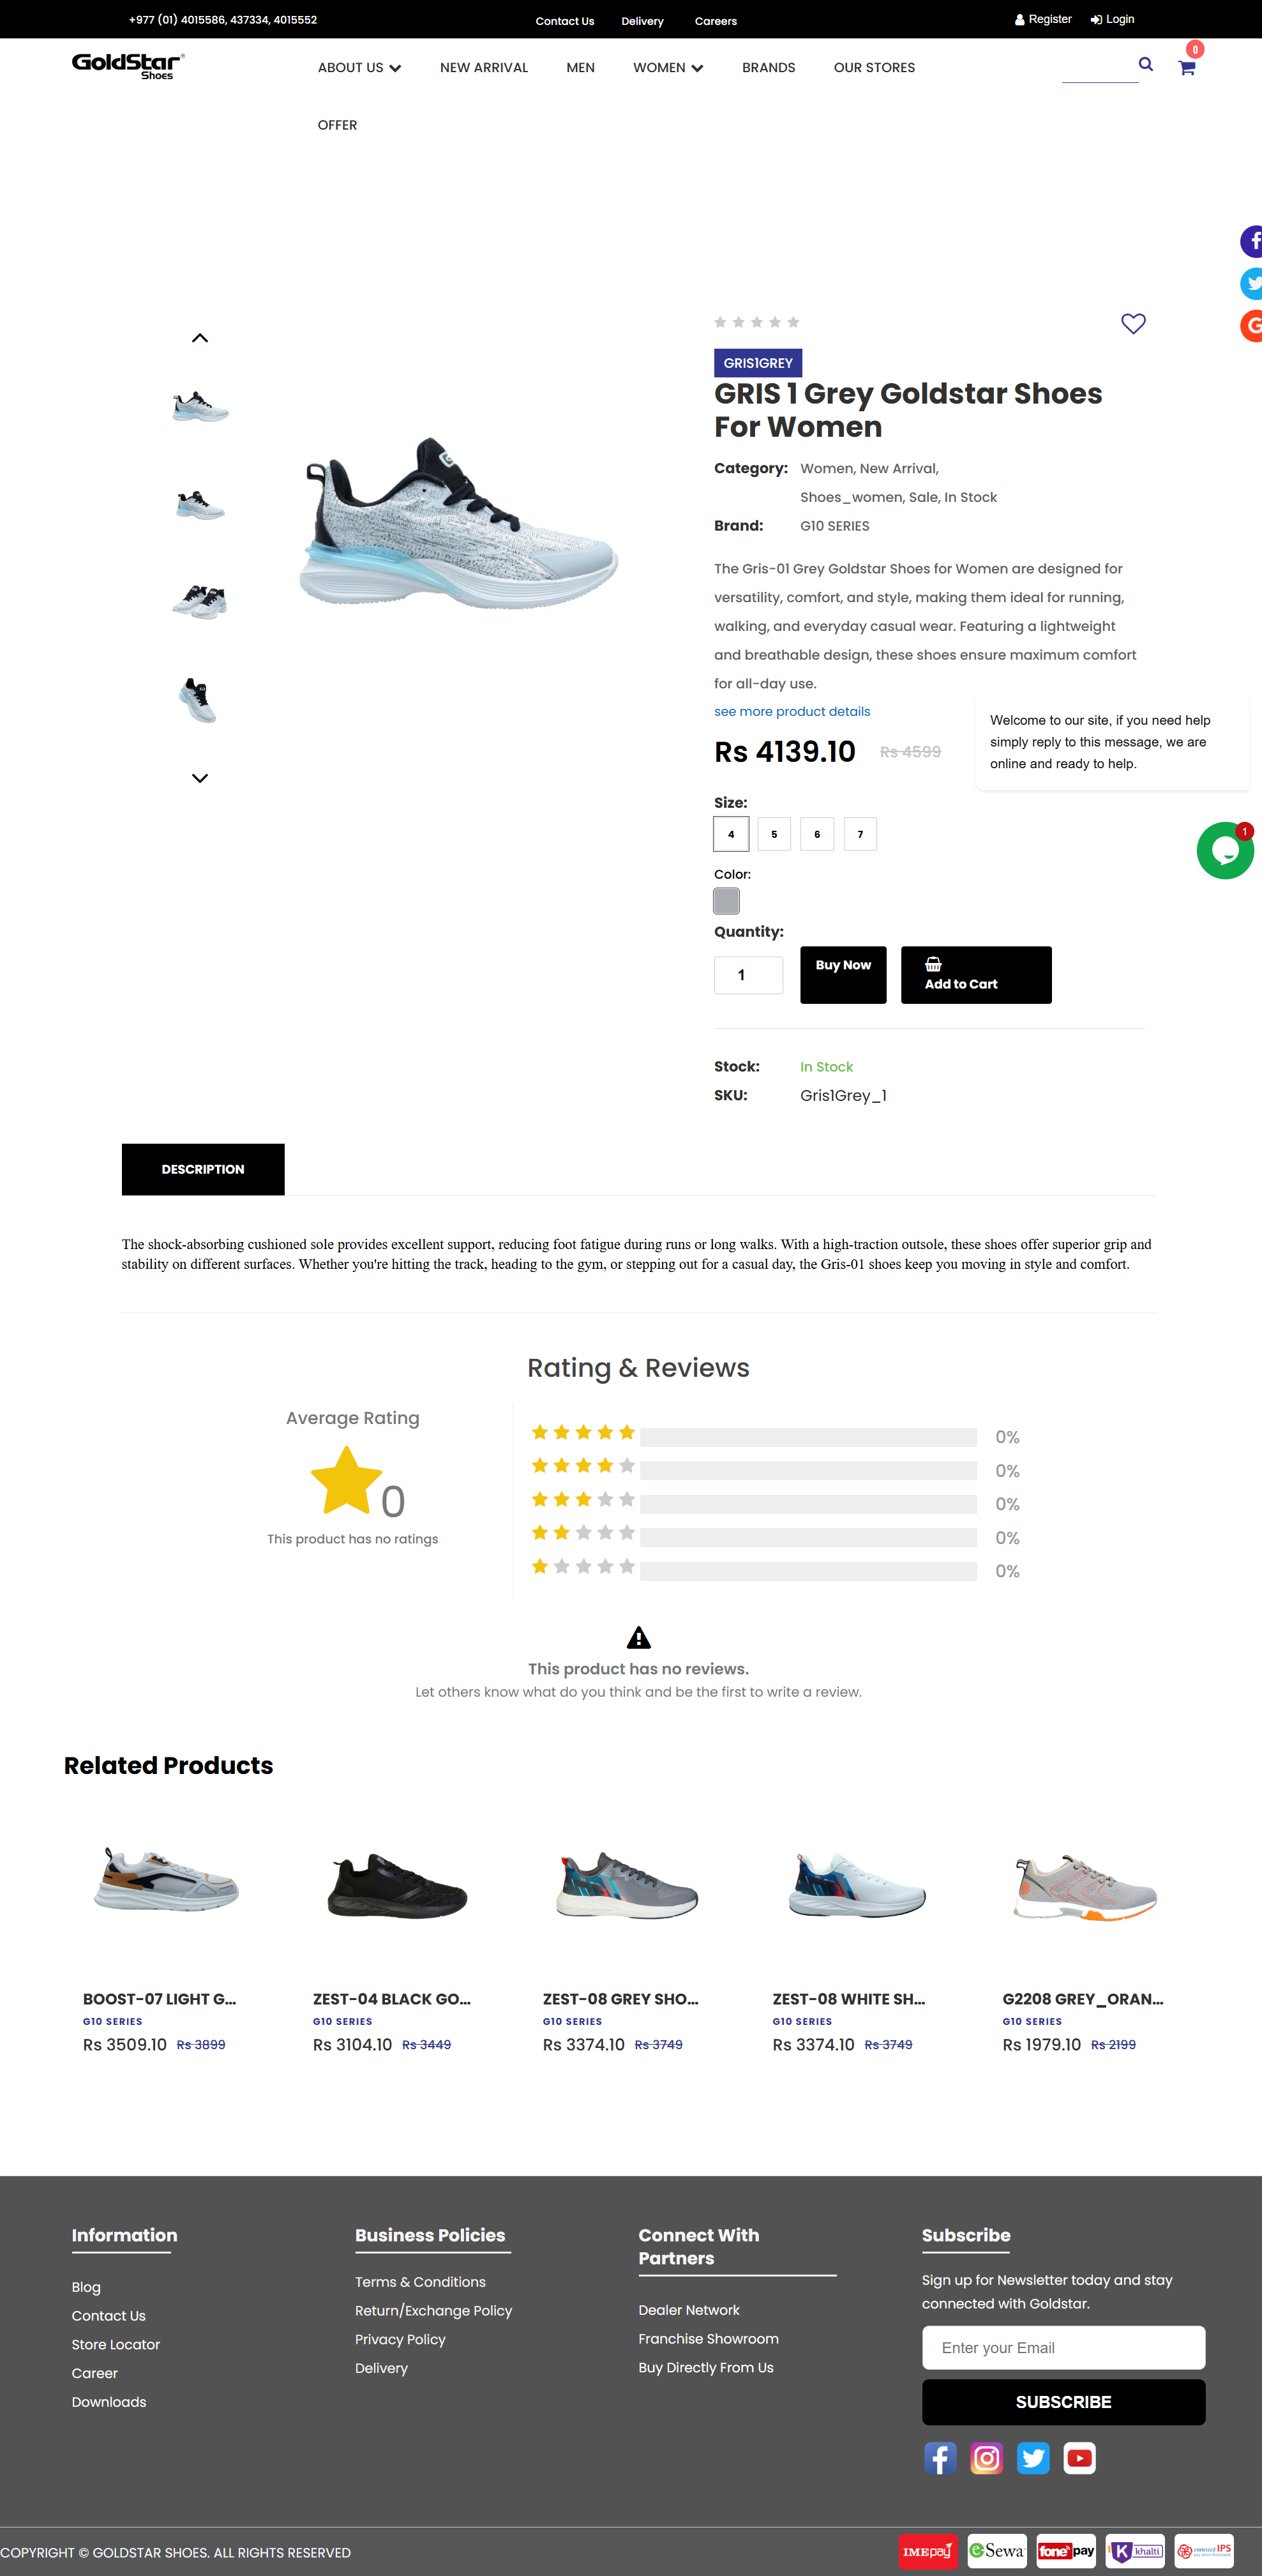 +977 (01) 4015586, 437334, 4015552
Contact Us
Delivery
Careers
Register
Login
GoldStar®
Shoes
ABOUT US
NEW ARRIVAL
MEN
WOMEN
BRANDS
OUR STORES
0
OFFER
GRIS1GREY
GRIS 1 Grey Goldstar Shoes
For Women
Category: Women, New Arrival,
Shoes_women, Sale, In Stock
Brand: G10 SERIES
The Gris-01 Grey Goldstar Shoes for Women are designed for
versatility, comfort, and style, making them ideal for running,
walking, and everyday casual wear. Featuring a lightweight
and breathable design, these shoes ensure maximum comfort
for all-day use.
see more product details
Rs 4139.10 Rs 4599
Welcome to our site, if you need help
simply reply to this message, we are
online and ready to help.
1
Size:
4 5 6 7
Color:
Quantity:
1
Buy Now
Add to Cart
Stock: In Stock
SKU: Gris1Grey_1
DESCRIPTION
The shock-absorbing cushioned sole provides excellent support, reducing foot fatigue during runs or long walks. With a high-traction outsole, these shoes offer superior grip and
stability on different surfaces. Whether you're hitting the track, heading to the gym, or stepping out for a casual day, the Gris-01 shoes keep you moving in style and comfort.
Rating & Reviews
Average Rating
0
This product has no ratings
0%
0%
0%
0%
0%
This product has no reviews.
Let others know what do you think and be the first to write a review.
Related Products
BOOST-07 LIGHT G...
G10 SERIES
Rs 3509.10 Rs 3899
ZEST-04 BLACK GO...
G10 SERIES
Rs 3104.10 Rs 3449
ZEST-08 GREY SHO...
G10 SERIES
Rs 3374.10 Rs 3749
ZEST-08 WHITE SH...
G10 SERIES
Rs 3374.10 Rs 3749
G2208 GREY_ORAN...
G10 SERIES
Rs 1979.10 Rs 2199
Information
Blog
Contact Us
Store Locator
Career
Downloads
Business Policies
Terms & Conditions
Return/Exchange Policy
Privacy Policy
Delivery
Connect With
Partners
Dealer Network
Franchise Showroom
Buy Directly From Us
Subscribe
Sign up for Newsletter today and stay
connected with Goldstar.
Enter your Email
SUBSCRIBE
COPYRIGHT © GOLDSTAR SHOES. ALL RIGHTS RESERVED
IMEpay
eSewa
fonepay
khalti
connect IPS